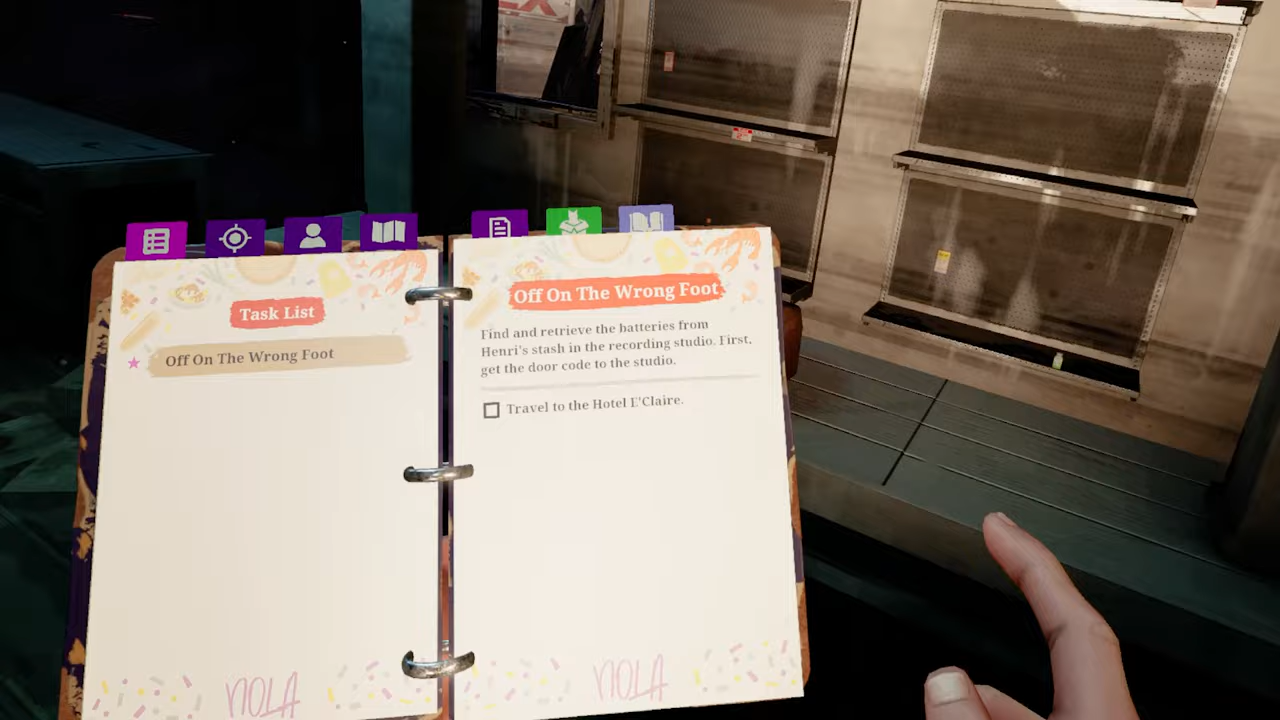 Task List
Off On The Wrong Foot
NOLA
Off On The Wrong Foot
Find and retrieve the batteries from
Henri's stash in the recording studio. First,
get the door code to the studio.
Travel to the Hotel E'Claire.
NOLA